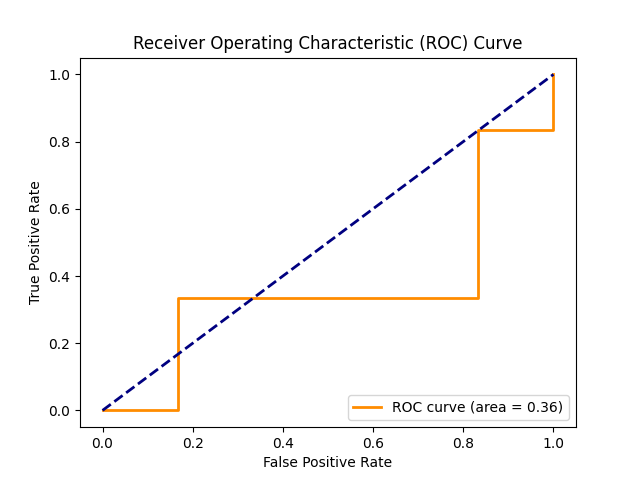 Receiver Operating Characteristic (ROC) Curve
1.0
0.8
0.6
0.4
0.2
0.0
True Positive Rate
ROC curve (area = 0.36)
0.0 0.2 0.4 0.6 0.8 1.0
False Positive Rate